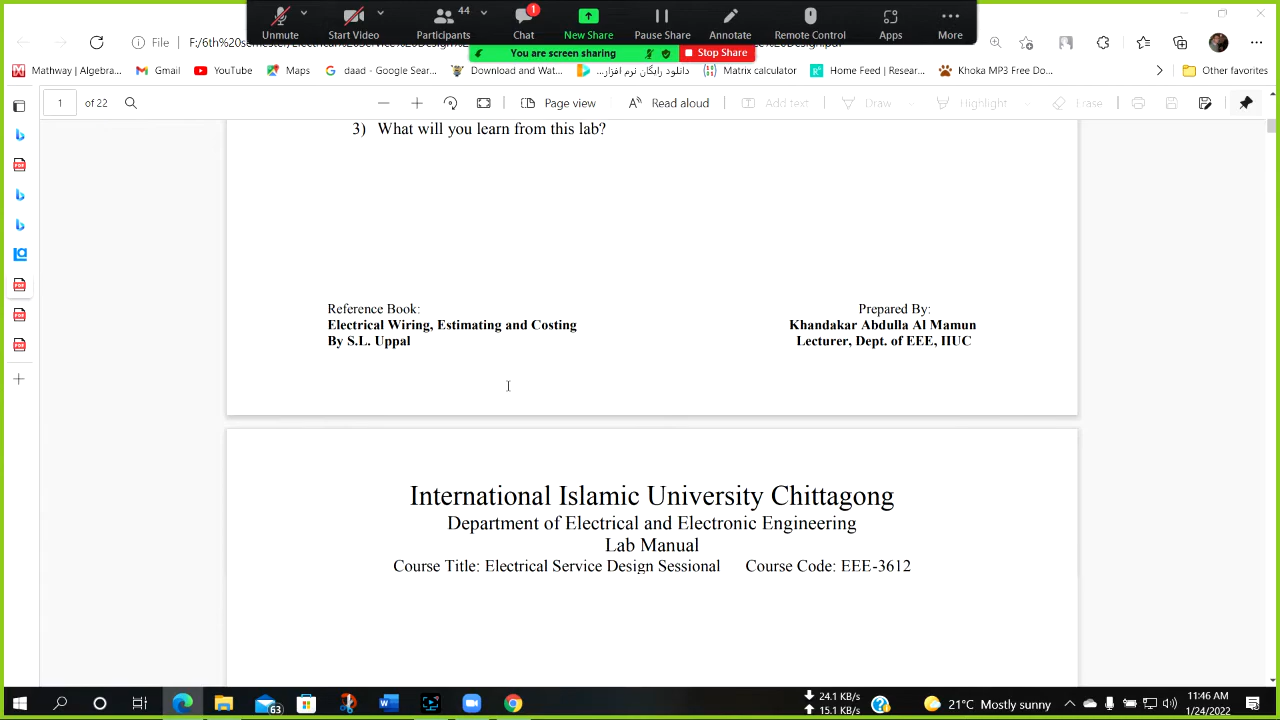 44
1
Unmute
Start Video
Participants
Chat
New Share
Pause Share
Annotate
Remote Control
Apps
More
You are screen sharing
Stop Share
File
Mathway | Algebra...
Gmail
YouTube
Maps
daad - Google Sear...
Download and Wat...
دانلود رایگان نرم افزار...
Matrix calculator
Home Feed | Resear...
Khoka MP3 Free Do...
Other favorites
1 of 22
Page view
Read aloud
Add text
Draw
Highlight
Erase
3) What will you learn from this lab?
Reference Book:
Electrical Wiring, Estimating and Costing
By S.L. Uppal
Prepared By:
Khandakar Abdulla Al Mamun
Lecturer, Dept. of EEE, IIUC
International Islamic University Chittagong
Department of Electrical and Electronic Engineering
Lab Manual
Course Title: Electrical Service Design Sessional Course Code: EEE-3612
63
24.1 KB/s
15.1 KB/s
21°C Mostly sunny
11:46 AM
1/24/2022